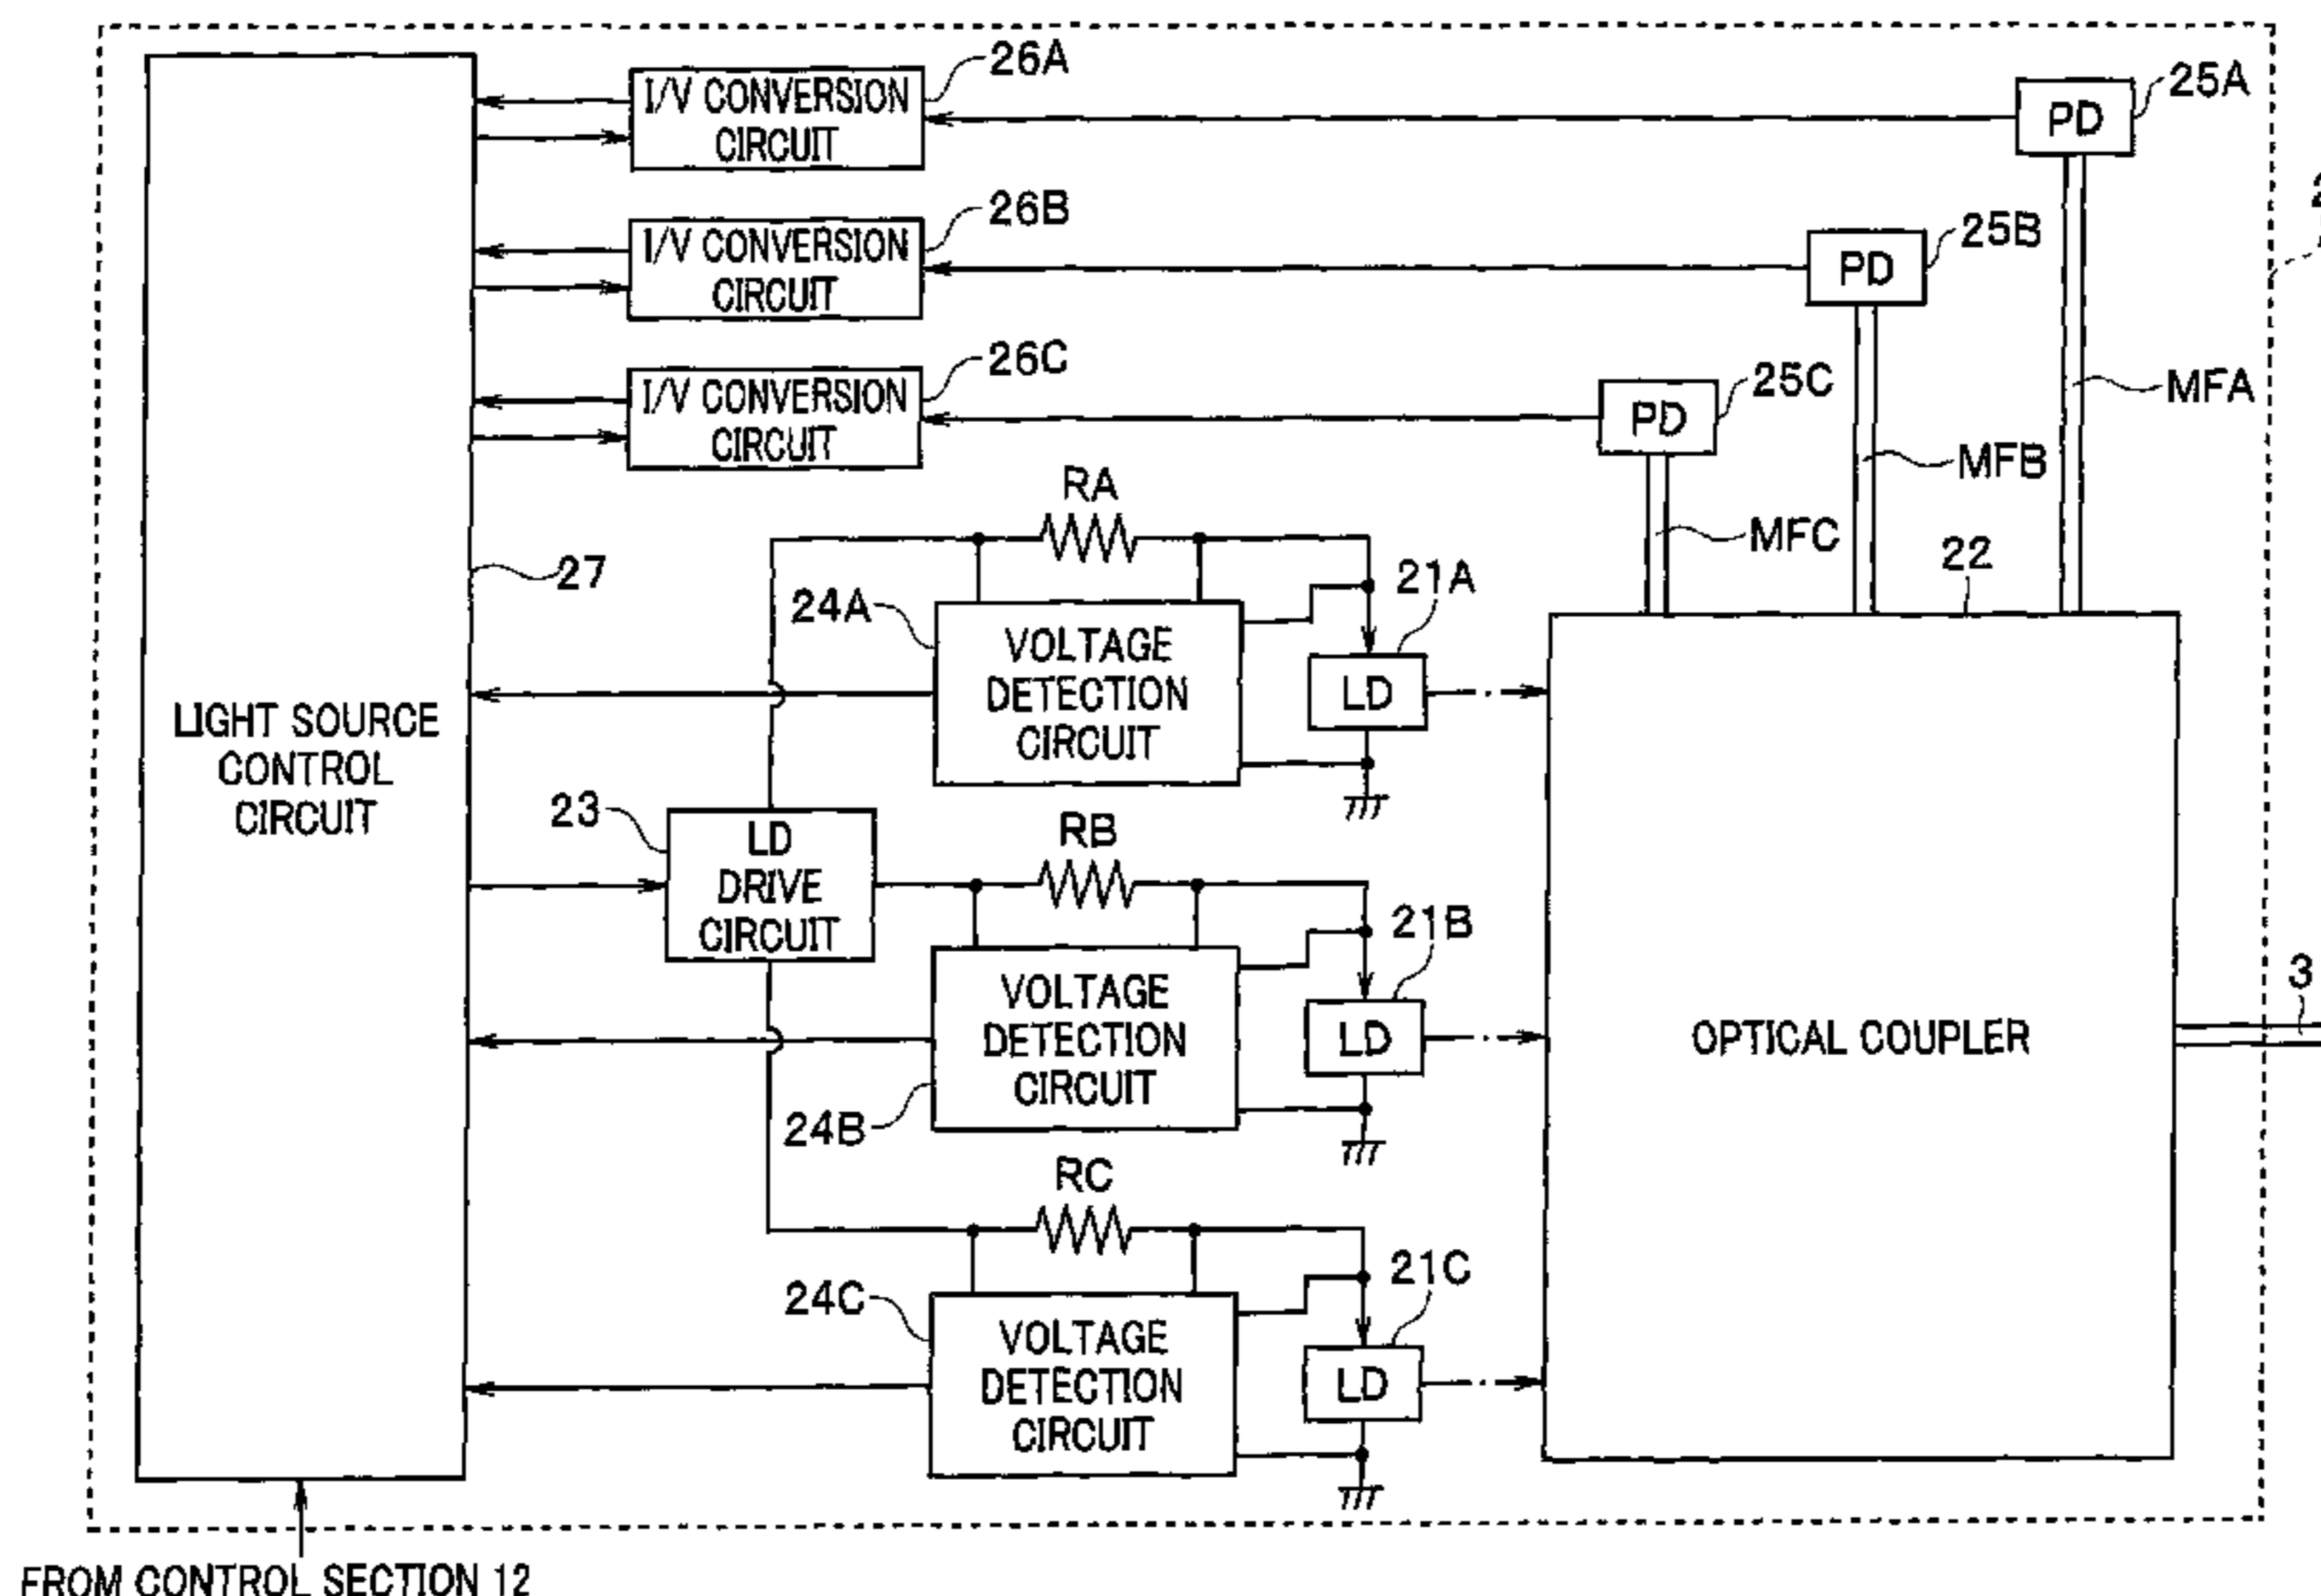 26A
I/V CONVERSION
CIRCUIT
PD
25A
26B
I/V CONVERSION
CIRCUIT
PD
25B
26C
I/V CONVERSION
CIRCUIT
PD
25C
MFA
MFB
MFC
RA
22
27
21A
24A
VOLTAGE
DETECTION
CIRCUIT
LD
LIGHT SOURCE
CONTROL
CIRCUIT
23
LD
DRIVE
CIRCUIT
RB
21B
VOLTAGE
DETECTION
CIRCUIT
LD
24B
OPTICAL COUPLER
3
RC
21C
24C
VOLTAGE
DETECTION
CIRCUIT
LD
FROM CONTROL SECTION 12